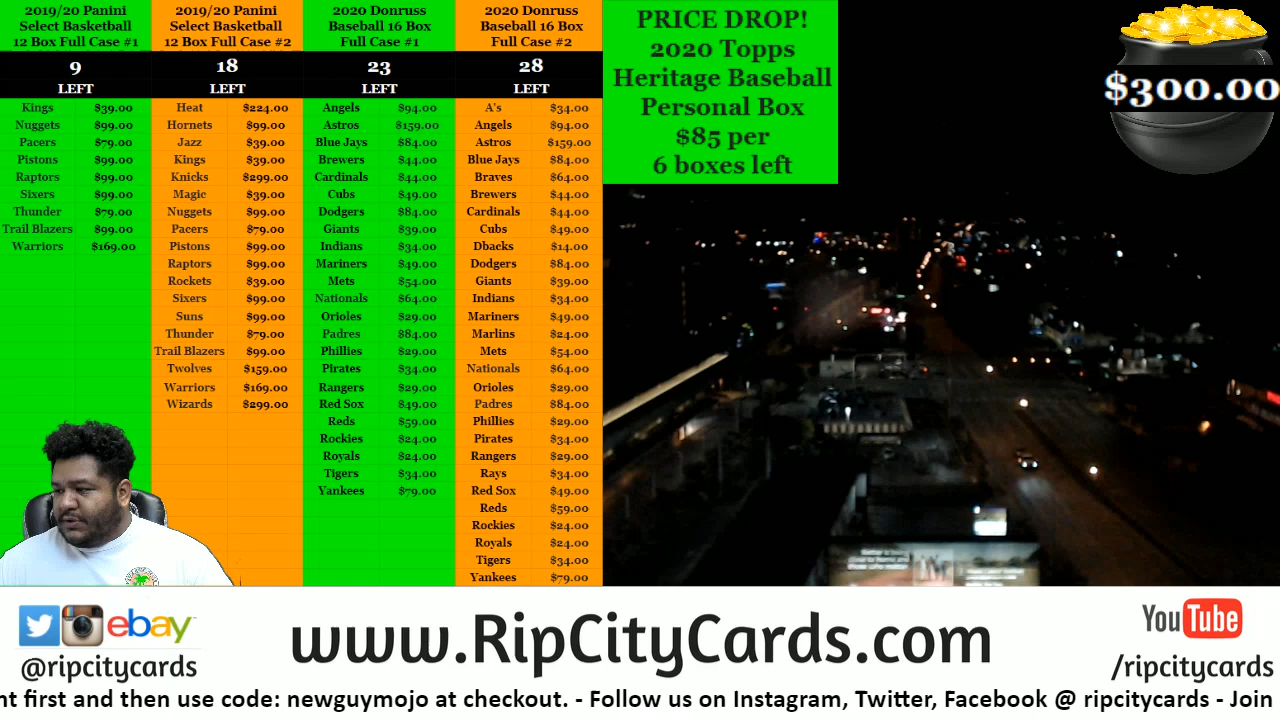 2019/20 Panini
Select Basketball
12 Box Full Case #1
9
LEFT
Kings $39.00
Nuggets $99.00
Pacers $79.00
Pistons $99.00
Raptors $99.00
Sixers $99.00
Thunder $79.00
Trail Blazers $99.00
Warriors $169.00
2019/20 Panini
Select Basketball
12 Box Full Case #2
18
LEFT
Heat $224.00
Hornets $99.00
Jazz $39.00
Kings $39.00
Knicks $299.00
Magic $39.00
Nuggets $99.00
Pacers $79.00
Pistons $99.00
Raptors $99.00
Rockets $39.00
Sixers $99.00
Suns $99.00
Thunder $79.00
Trail Blazers $99.00
Twolves $159.00
Warriors $169.00
Wizards $299.00
2020 Donruss
Baseball 16 Box
Full Case #1
23
LEFT
Angels $94.00
Astros $159.00
Blue Jays $84.00
Brewers $44.00
Cardinals $44.00
Cubs $49.00
Dodgers $84.00
Giants $39.00
Indians $34.00
Mariners $49.00
Mets $54.00
Nationals $64.00
Orioles $29.00
Padres $84.00
Phillies $29.00
Pirates $34.00
Rangers $29.00
Red Sox $49.00
Reds $59.00
Rockies $24.00
Royals $24.00
Tigers $34.00
Yankees $79.00
2020 Donruss
Baseball 16 Box
Full Case #2
28
LEFT
A's $34.00
Angels $94.00
Astros $159.00
Blue Jays $84.00
Braves $64.00
Brewers $44.00
Cardinals $44.00
Cubs $49.00
Dbacks $14.00
Dodgers $84.00
Giants $39.00
Indians $34.00
Mariners $49.00
Marlins $24.00
Mets $54.00
Nationals $64.00
Orioles $29.00
Padres $84.00
Phillies $29.00
Pirates $34.00
Rangers $29.00
Rays $34.00
Red Sox $49.00
Reds $59.00
Rockies $24.00
Royals $24.00
Tigers $34.00
Yankees $79.00
PRICE DROP!
2020 Topps
Heritage Baseball
Personal Box
$85 per
6 boxes left
$300.00
ebay
@ripcitycards
www.RipCityCards.com
YouTube
/ripcitycards
nt first and then use code: newguymojo at checkout. - Follow us on Instagram, Twitter, Facebook @ ripcitycards - Join